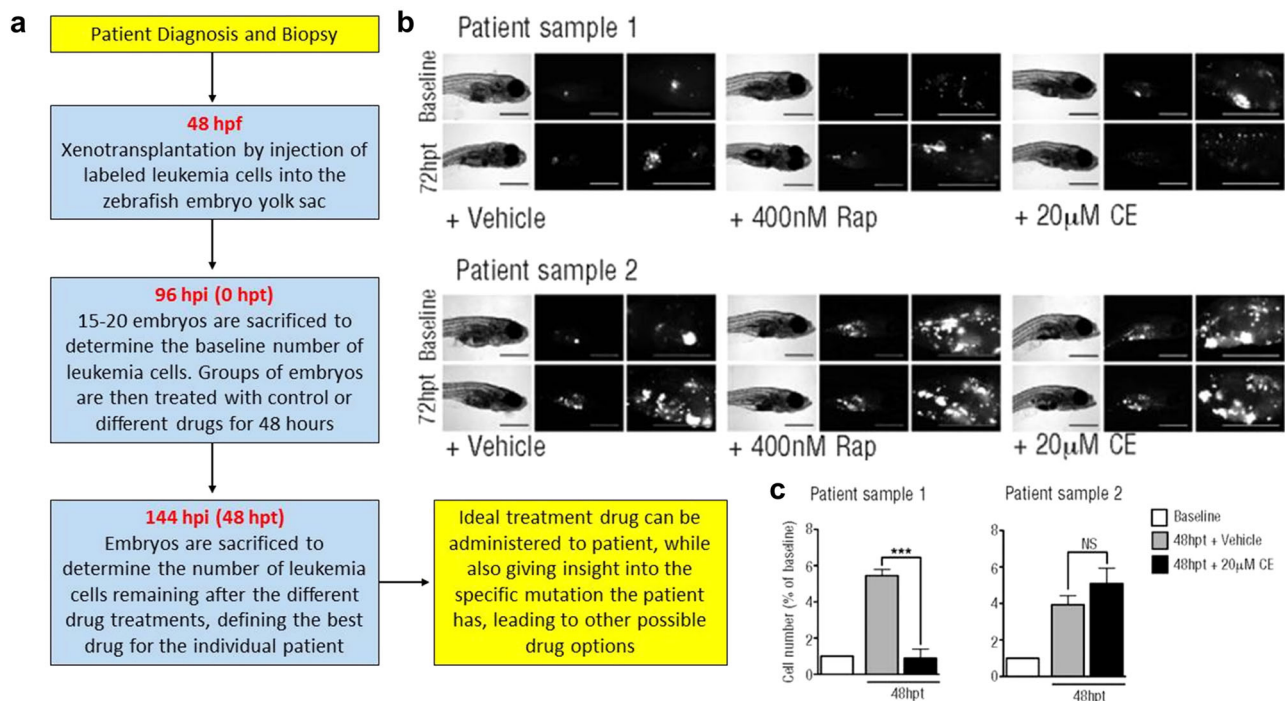 a
Patient Diagnosis and Biopsy
48 hpf
Xenotransplantation by injection of
labeled leukemia cells into the
zebrafish embryo yolk sac
96 hpi (0 hpt)
15-20 embryos are sacrificed to
determine the baseline number of
leukemia cells. Groups of embryos
are then treated with control or
different drugs for 48 hours
144 hpi (48 hpt)
Embryos are sacrificed to
determine the number of leukemia
cells remaining after the different
drug treatments, defining the best
drug for the individual patient
Ideal treatment drug can be
administered to patient, while
also giving insight into the
specific mutation the patient
has, leading to other possible
drug options
b
Patient sample 1
Baseline
72hpt
+ Vehicle
+ 400nM Rap
+ 20μM CE
Patient sample 2
Baseline
72hpt
+ Vehicle
+ 400nM Rap
+ 20μM CE
c
Patient sample 1
Cell number (% of baseline)
8
6
4
2
0
***
48hpt
Patient sample 2
8
6
4
2
0
NS
48hpt
Baseline
48hpt + Vehicle
48hpt + 20μM CE